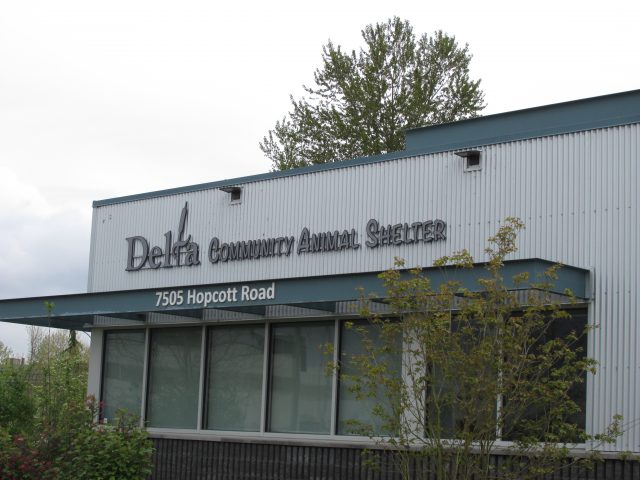 Delta Community Animal Shelter
7505 Hopcott Road